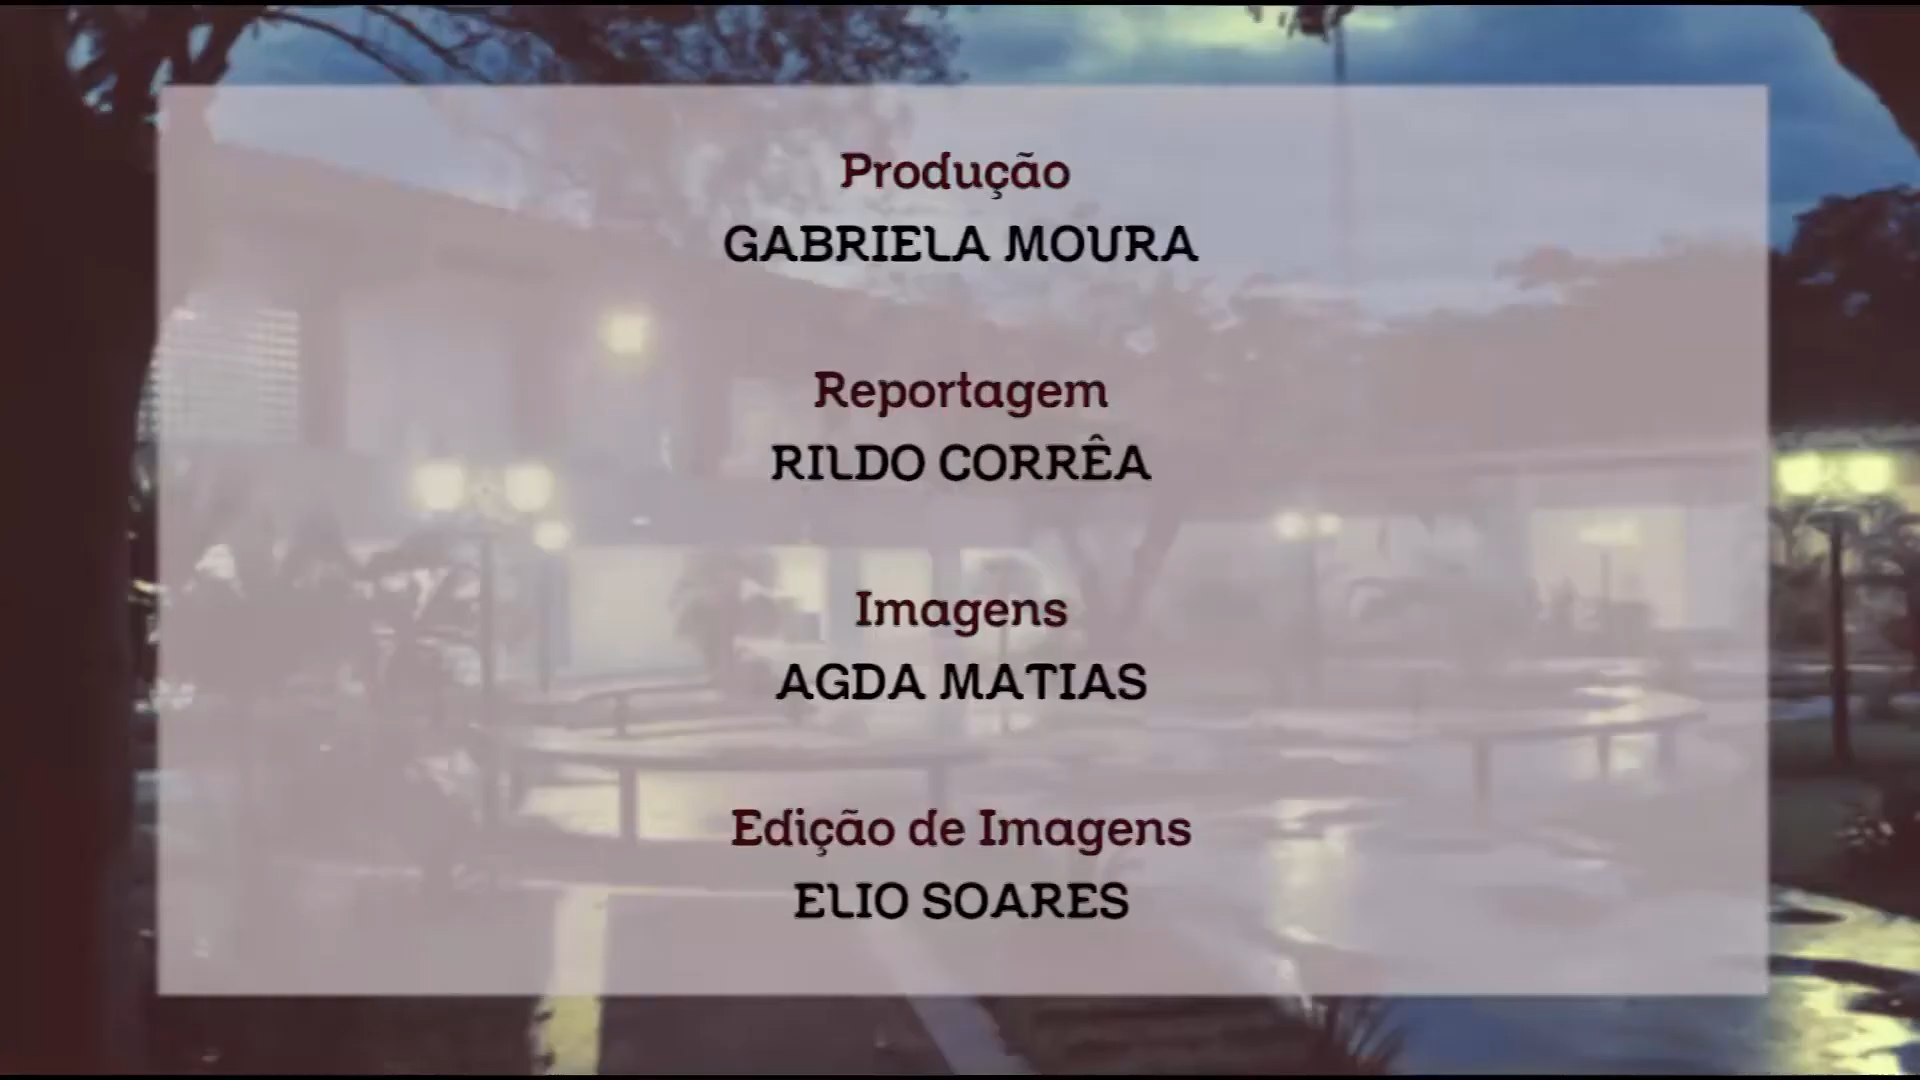 Produção
GABRIELA MOURA
Reportagem
RILDO CORRÊA
Imagens
AGDA MATIAS
Edição de Imagens
ELIO SOARES